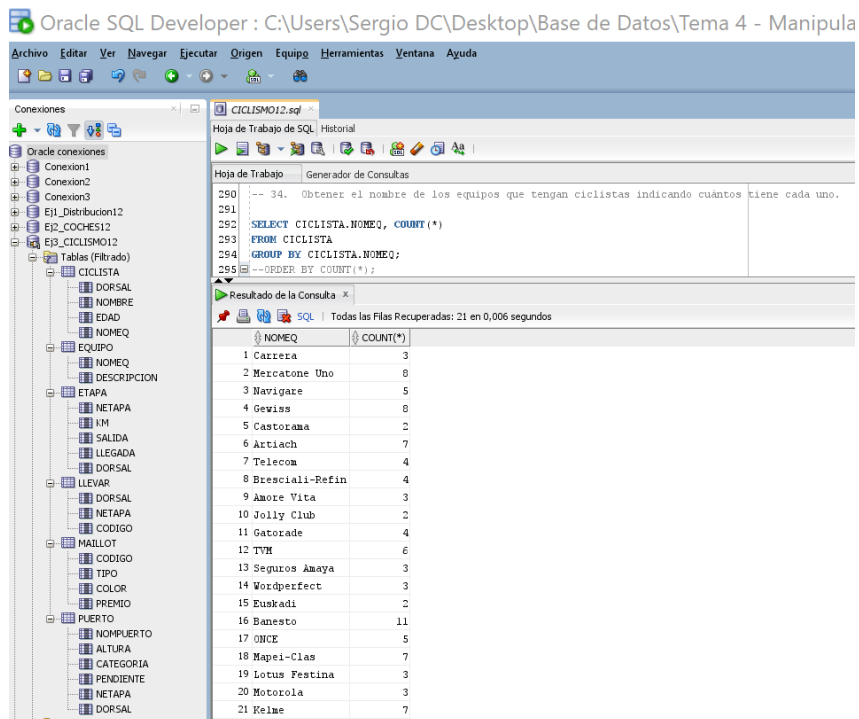 Oracle SQL Developer : C:\Users\Sergio DC\Desktop\Base de Datos\Tema 4 - Manipula
Archivo Editar Ver Navegar Ejecutar Origen Equipo Herramientas Ventana Ayuda
Conexiones
Oracle conexiones
Conexion1
Conexion2
Conexion3
Ej1_Distribucion12
Ej2_COCHES12
Ej3_CICLISMO12
Tablas (Filtrado)
CICLISTA
DORSAL
NOMBRE
EDAD
NOMEQ
EQUIPO
NOMEQ
DESCRIPCION
ETAPA
NETAPA
KM
SALIDA
LLEGADA
DORSAL
LLEVAR
DORSAL
NETAPA
CODIGO
MAILLOT
CODIGO
TIPO
COLOR
PREMIO
PUERTO
NOMPUERTO
ALTURA
CATEGORIA
PENDIENTE
NETAPA
DORSAL
CICLISMO12.sql
Hoja de Trabajo de SQL Historial
Hoja de Trabajo Generador de Consultas
290 -- 34. Obtener el nombre de los equipos que tengan ciclistas indicando cuántos tiene cada uno.
291
292 SELECT CICLISTA.NOMEQ, COUNT(*)
293 FROM CICLISTA
294 GROUP BY CICLISTA.NOMEQ;
295 --ORDER BY COUNT(*);
Resultado de la Consulta x
SQL | Todas las Filas Recuperadas: 21 en 0,006 segundos
NOMEQ COUNT(*)
1 Carrera 3
2 Mercatone Uno 8
3 Navigare 5
4 Gewiss 8
5 Castorama 2
6 Artiach 7
7 Telecom 4
8 Bresciali-Refin 4
9 Amore Vita 3
10 Jolly Club 2
11 Gatorade 4
12 TVM 6
13 Seguros Amaya 3
14 Wordperfect 3
15 Euskadi 2
16 Banesto 11
17 ONCE 5
18 Mapei-Clas 7
19 Lotus Festina 3
20 Motorola 3
21 Kelme 7